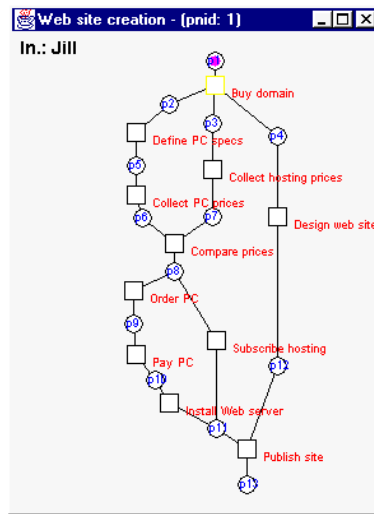 Web site creation - (pnid: 1)
In.: Jill
Buy domain
p2
p3
p4
Define PC specs
p5
Collect hosting prices
Collect PC prices
p6
p7
Design web site
Compare prices
p8
Order PC
p9
Subscribe hosting
Pay PC
p12
p10
Install Web server
p11
Publish site
p13